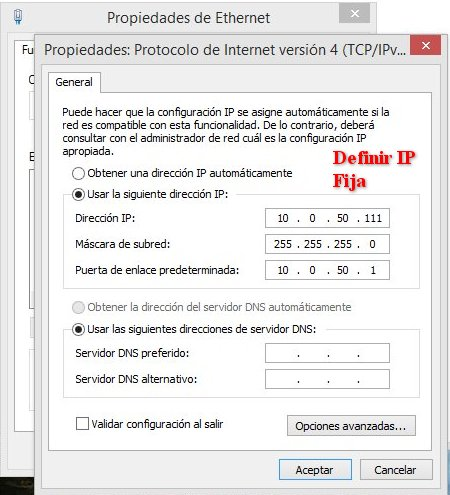 Propiedades de Ethernet
Fu
Propiedades: Protocolo de Internet versión 4 (TCP/IPv...
General
Puede hacer que la configuración IP se asigne automáticamente si la
red es compatible con esta funcionalidad. De lo contrario, deberá
consultar con el administrador de red cuál es la configuración IP
apropiada.
Definir IP
Fija
Obtener una dirección IP automáticamente
Usar la siguiente dirección IP:
Dirección IP: 10 . 0 . 50 . 111
Máscara de subred: 255 . 255 . 255 . 0
Puerta de enlace predeterminada: 10 . 0 . 50 . 1
Obtener la dirección del servidor DNS automáticamente
Usar las siguientes direcciones de servidor DNS:
Servidor DNS preferido: . . .
Servidor DNS alternativo: . . .
Validar configuración al salir
Opciones avanzadas...
Aceptar
Cancelar